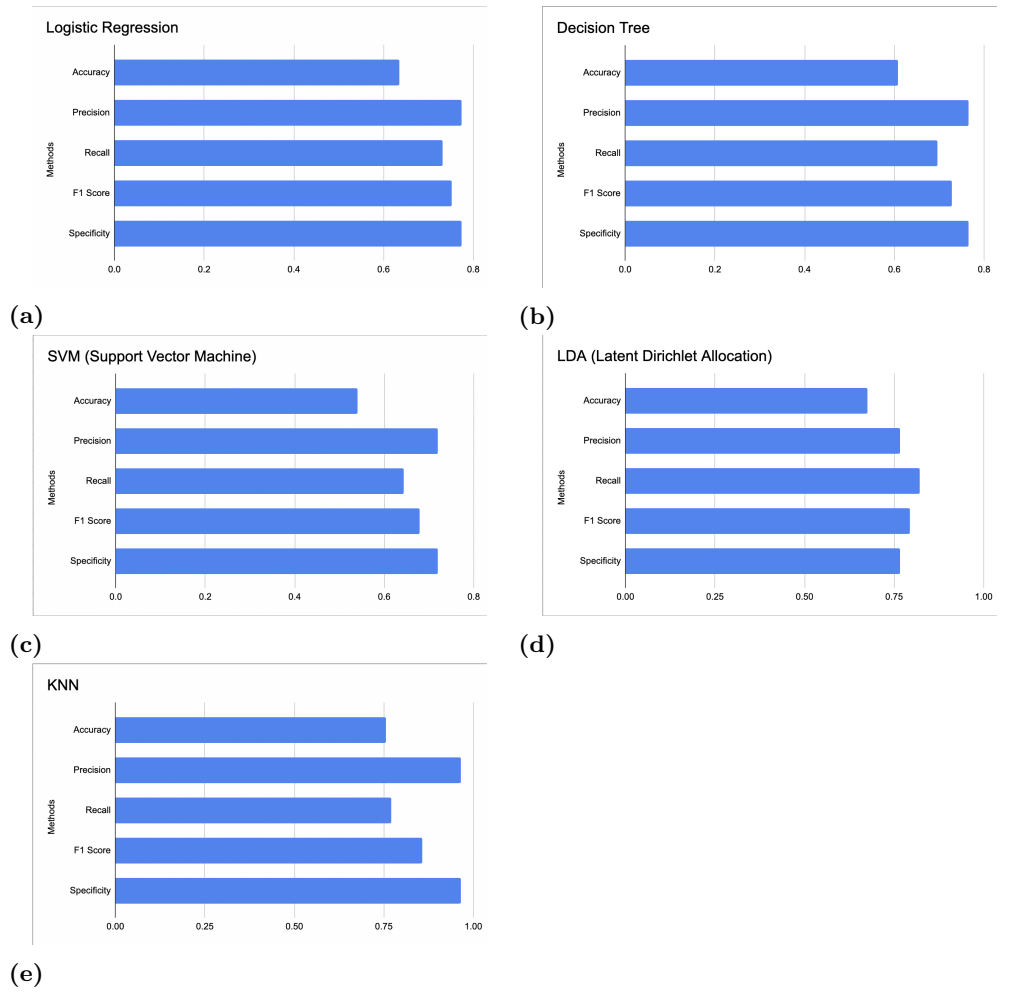 Logistic Regression
Methods
Accuracy
Precision
Recall
F1 Score
Specificity
0.0 0.2 0.4 0.6 0.8
(a)
Decision Tree
Methods
Accuracy
Precision
Recall
F1 Score
Specificity
0.0 0.2 0.4 0.6 0.8
(b)
SVM (Support Vector Machine)
Methods
Accuracy
Precision
Recall
F1 Score
Specificity
0.0 0.2 0.4 0.6 0.8
(c)
LDA (Latent Dirichlet Allocation)
Methods
Accuracy
Precision
Recall
F1 Score
Specificity
0.00 0.25 0.50 0.75 1.00
(d)
KNN
Methods
Accuracy
Precision
Recall
F1 Score
Specificity
0.00 0.25 0.50 0.75 1.00
(e)